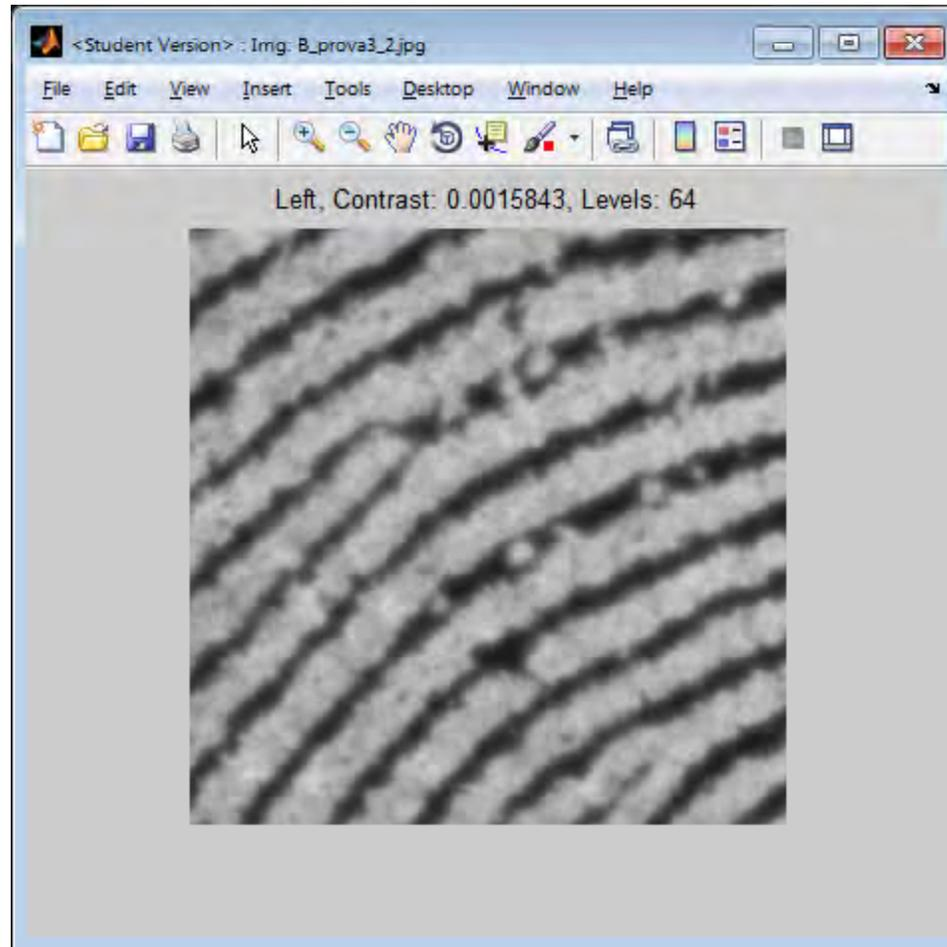 <Student Version> : Img: B_prova3_2.jpg
File Edit View Insert Tools Desktop Window Help
Left, Contrast: 0.0015843, Levels: 64